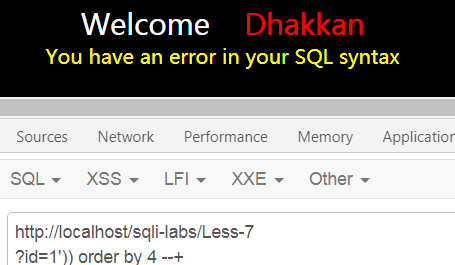 Welcome Dhakkan
You have an error in your SQL syntax
Sources Network Performance Memory Application
SQL XSS LFI XXE Other
http://localhost/sqli-labs/Less-7
?id=1')) order by 4 --+